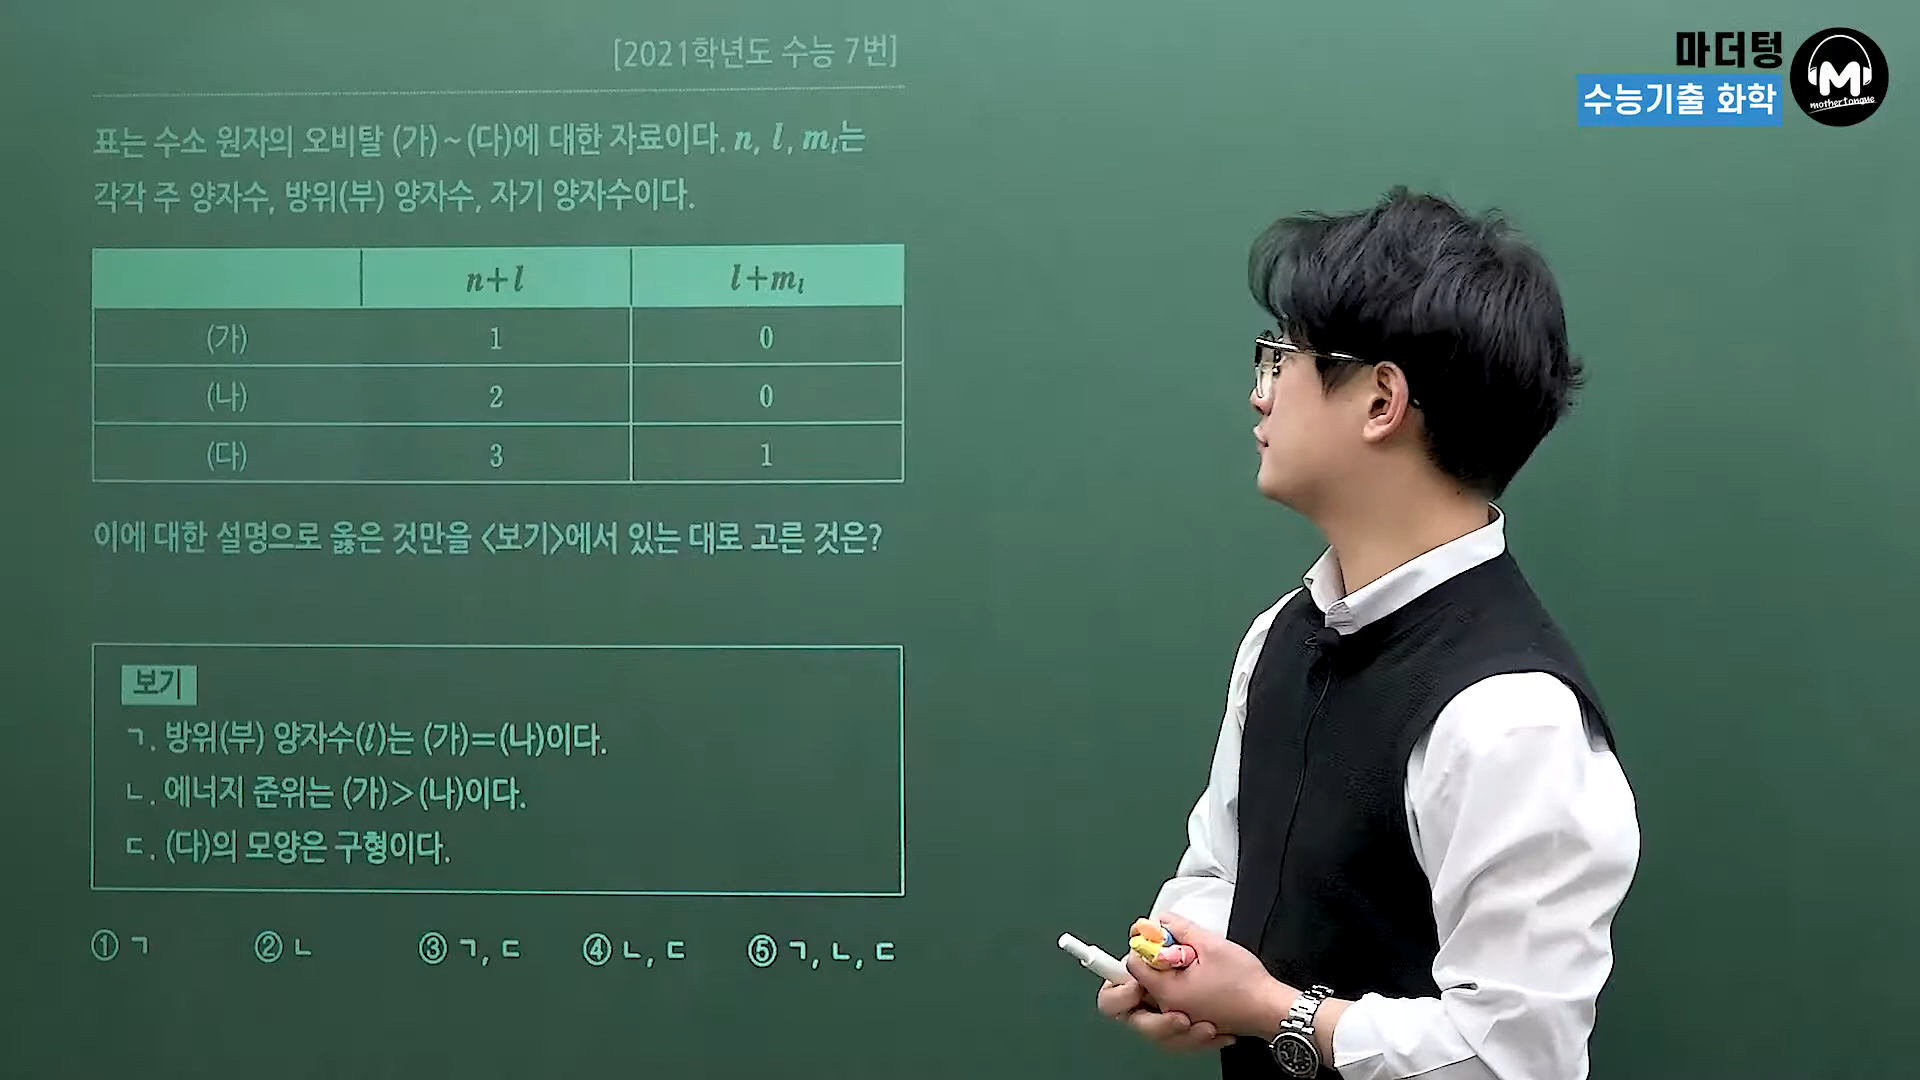 [2021학년도 수능 7번]
표는 수소 원자의 오비탈 (가)~(다)에 대한 자료이다. n, l, mₗ는
각각 주 양자수, 방위(부) 양자수, 자기 양자수이다.
n+l l+mₗ
(가) 1 0
(나) 2 0
(다) 3 1
이에 대한 설명으로 옳은 것만을 <보기>에서 있는 대로 고른 것은?
보기
ㄱ. 방위(부) 양자수(l)는 (가)=(나)이다.
ㄴ. 에너지 준위는 (가)>(나)이다.
ㄷ. (다)의 모양은 구형이다.
① ㄱ ② ㄴ ③ ㄱ, ㄷ ④ ㄴ, ㄷ ⑤ ㄱ, ㄴ, ㄷ
마더텅
수능기출 화학
M
mothertongue